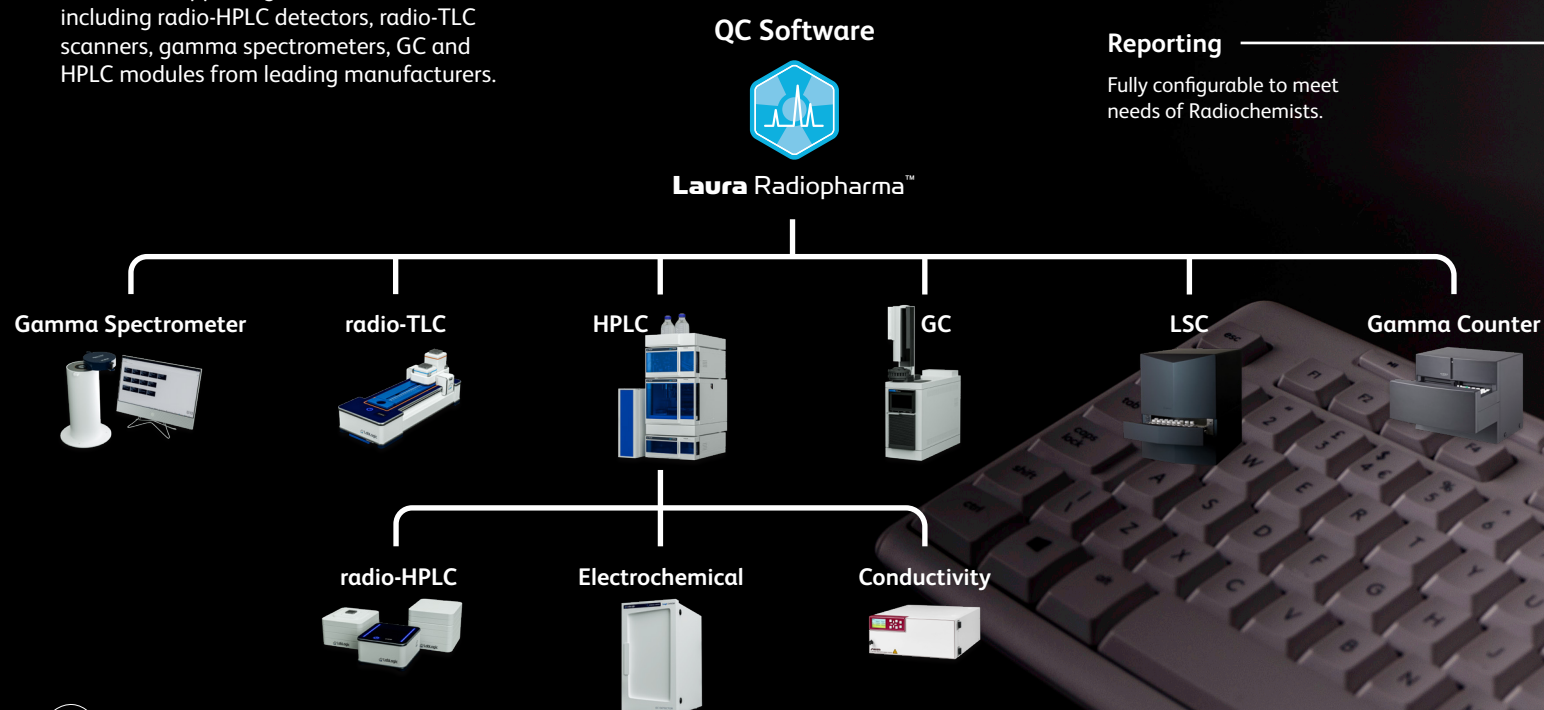 including radio-HPLC detectors, radio-TLC
scanners, gamma spectrometers, GC and
HPLC modules from leading manufacturers.
QC Software
Laura Radiopharma™
Reporting
Fully configurable to meet
needs of Radiochemists.
Gamma Spectrometer
radio-TLC
HPLC
GC
LSC
Gamma Counter
radio-HPLC
Electrochemical
Conductivity